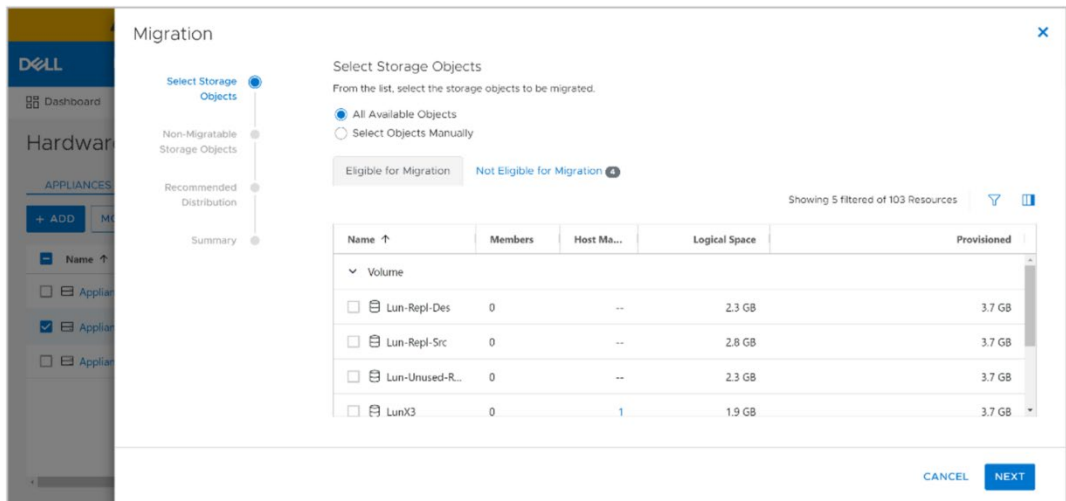 Migration
DELL
Dashboard
Hardwar
APPLIANCES
+ ADD
MO
Name ↑
Applian
Applian
Applian
Select Storage
Objects
Non-Migratable
Storage Objects
Recommended
Distribution
Summary
Select Storage Objects
From the list, select the storage objects to be migrated.
All Available Objects
Select Objects Manually
Eligible for Migration Not Eligible for Migration 4
Showing 5 filtered of 103 Resources
Name ↑ Members Host Ma... Logical Space Provisioned
Volume
Lun-Repl-Des 0 -- 2.3 GB 3.7 GB
Lun-Repl-Src 0 -- 2.8 GB 3.7 GB
Lun-Unused-R... 0 -- 2.3 GB 3.7 GB
LunX3 0 1 1.9 GB 3.7 GB
CANCEL NEXT